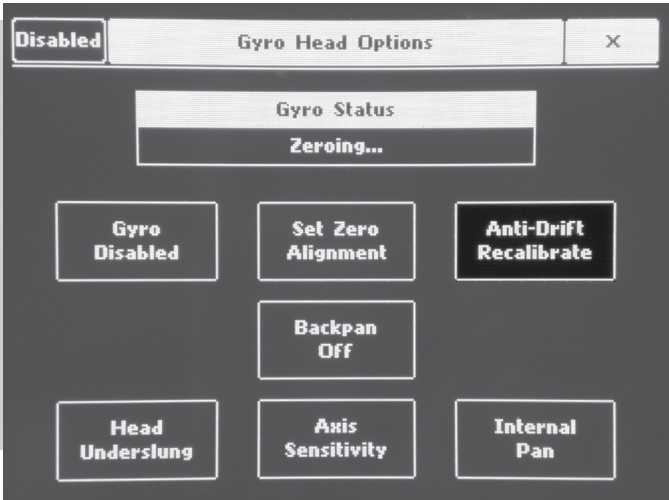 Disabled
Gyro Head Options
X
Gyro Status
Zeroing...
Gyro
Disabled
Set Zero
Alignment
Anti-Drift
Recalibrate
Backpan
Off
Head
Underslung
Axis
Sensitivity
Internal
Pan